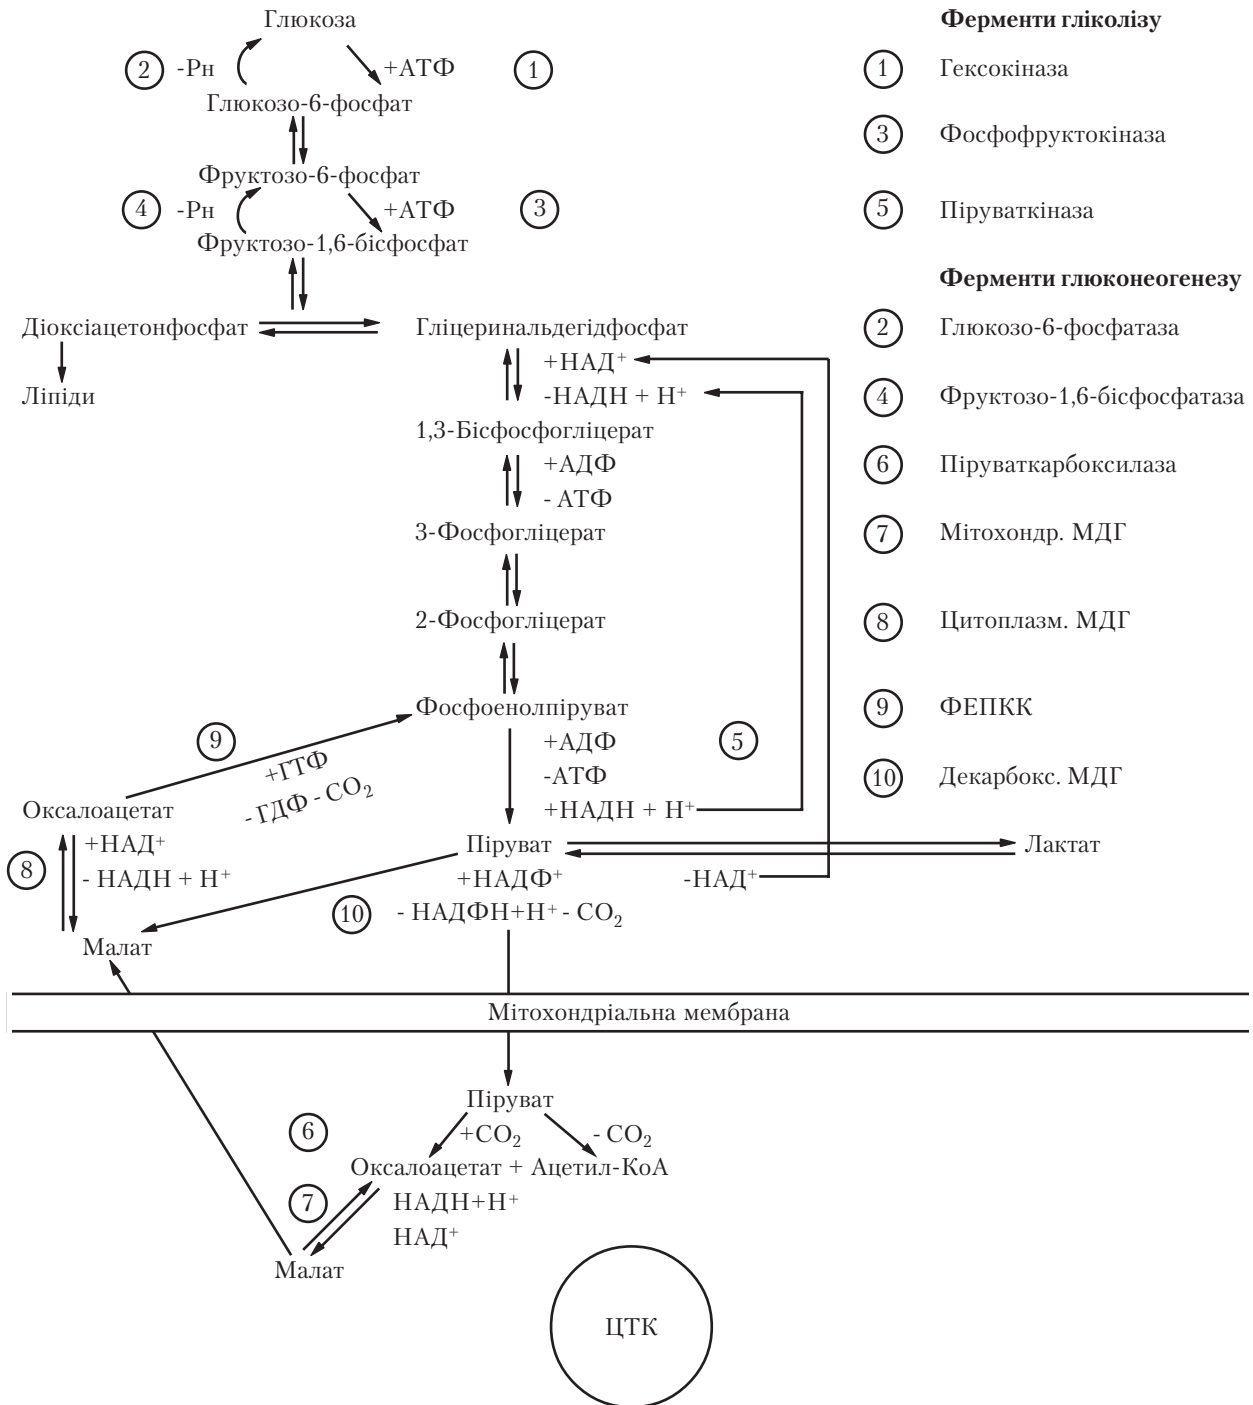 Глюкоза
2 -Рн +АТФ 1
Глюкозо-6-фосфат
Фруктозо-6-фосфат
4 -Рн +АТФ 3
Фруктозо-1,6-бісфосфат
Діоксіацетонфосфат Гліцеринальдегідфосфат
+НАД⁺
Ліпіди -НАДН + Н⁺
1,3-Бісфосфогліцерат
+АДФ
- АТФ
3-Фосфогліцерат
2-Фосфогліцерат
Фосфоенолпіруват
9 +АДФ 5
+ГТФ -АТФ
- ГДФ - CO₂ +НАДН + Н⁺
Оксалоацетат
Піруват Лактат
8 +НАД⁺ +НАДФ⁺ -НАД⁺
- НАДН + Н⁺
10 - НАДФН+Н⁺ - CO₂
Малат
Мітохондріальна мембрана
Піруват
6 +CO₂ - CO₂
Оксалоацетат + Ацетил-КоА
7 НАДН+Н⁺
НАД⁺
Малат
ЦТК
Ферменти гліколізу
1 Гексокіназа
3 Фосфофруктокіназа
5 Піруваткіназа
Ферменти глюконеогенезу
2 Глюкозо-6-фосфатаза
4 Фруктозо-1,6-бісфосфатаза
6 Піруваткарбоксилаза
7 Мітохондр. МДГ
8 Цитоплазм. МДГ
9 ФЕПКК
10 Декарбокс. МДГ